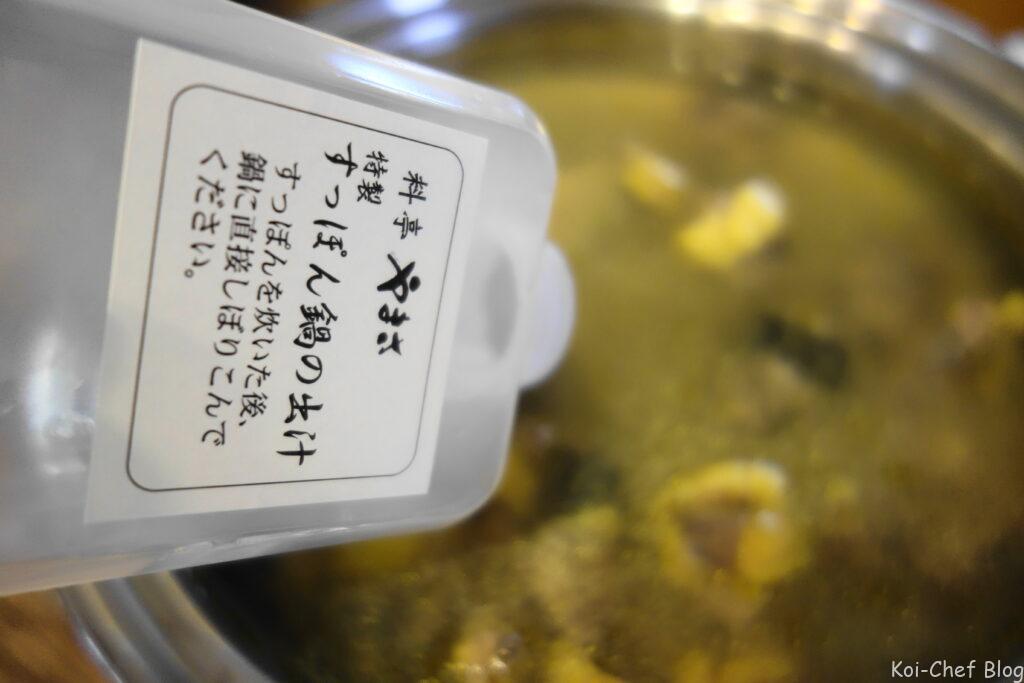 料亭 やまさ
特製
すっぽん鍋の出汁
すっぽんを炊いた後、
鍋に直接しぼりこんで
ください。
Koi-Chef Blog